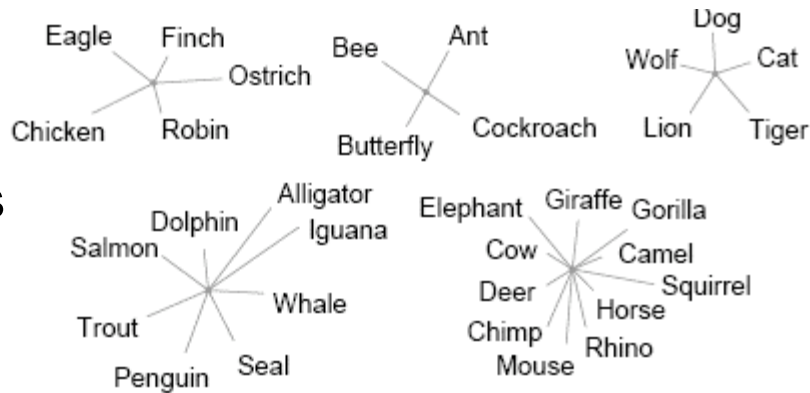 Eagle
Finch
Ostrich
Chicken
Robin
Bee
Ant
Butterfly
Cockroach
Dog
Wolf
Cat
Lion
Tiger
s
Dolphin
Alligator
Iguana
Salmon
Whale
Trout
Seal
Penguin
Elephant
Giraffe
Gorilla
Cow
Camel
Squirrel
Deer
Horse
Chimp
Rhino
Mouse